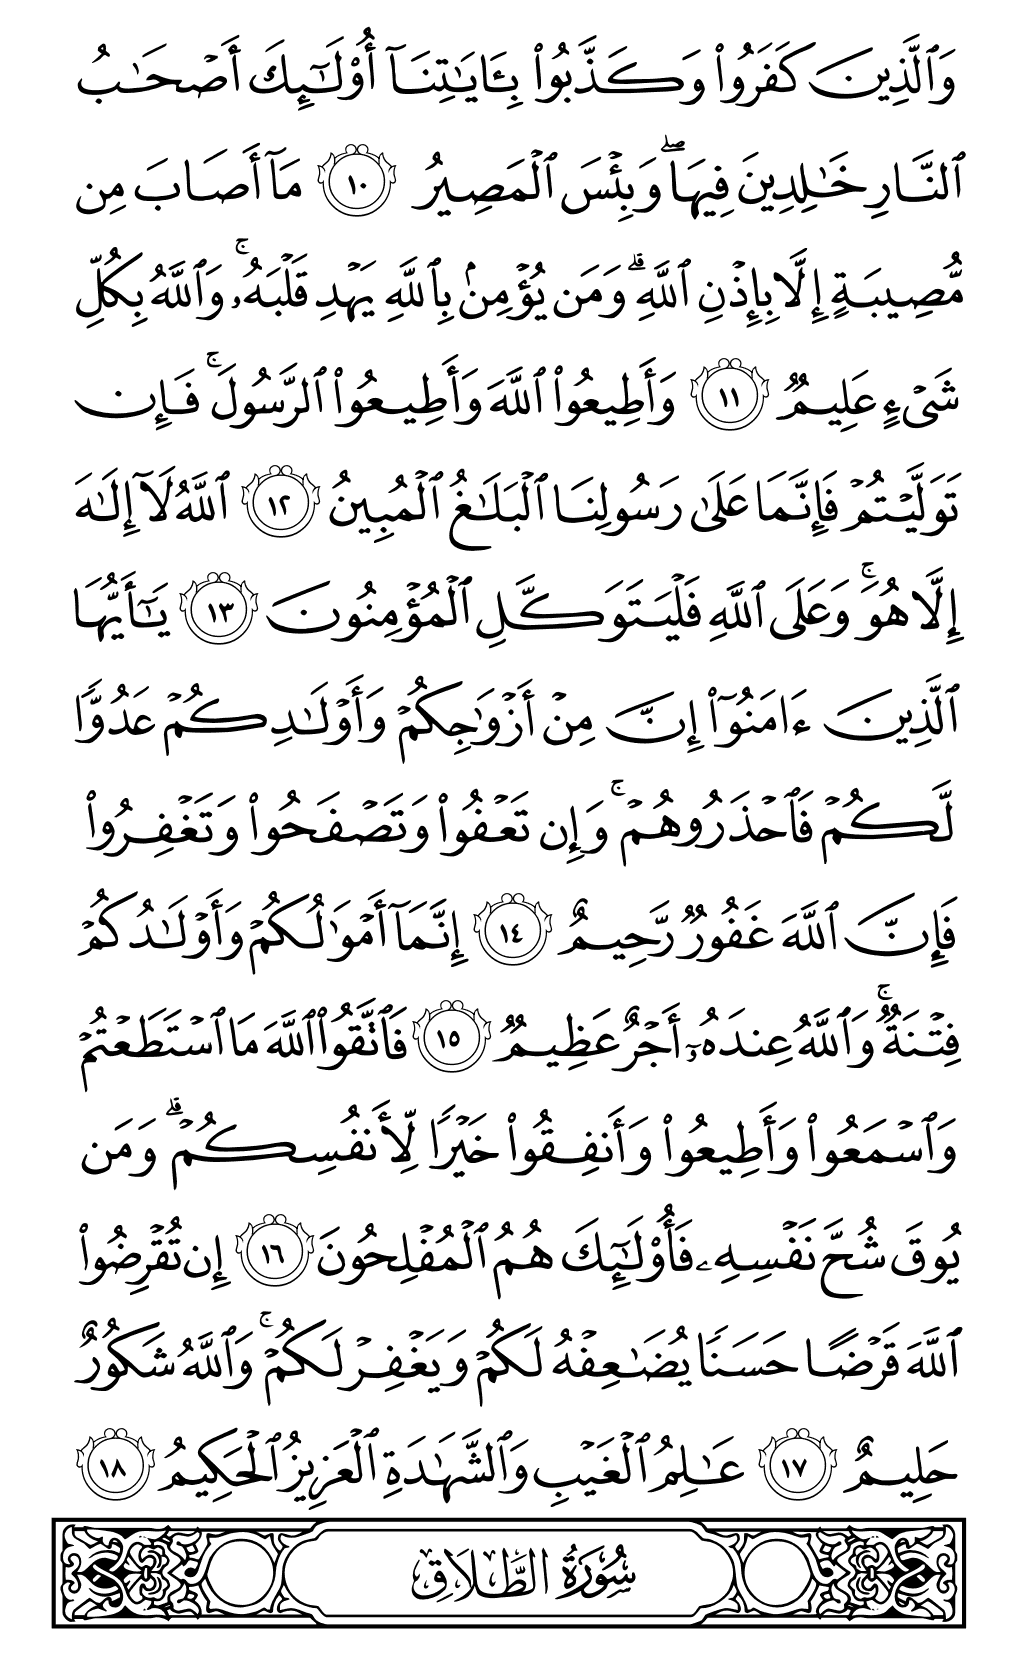 وَٱلَّذِينَ كَفَرُوا۟ وَكَذَّبُوا۟ بِـَٔايَـٰتِنَآ أُو۟لَـٰٓئِكَ أَصْحَـٰبُ
ٱلنَّارِ خَـٰلِدِينَ فِيهَا ۖ وَبِئْسَ ٱلْمَصِيرُ ١٠ مَآ أَصَابَ مِن
مُّصِيبَةٍ إِلَّا بِإِذْنِ ٱللَّهِ ۗ وَمَن يُؤْمِنۢ بِٱللَّهِ يَهْدِ قَلْبَهُۥ ۚ وَٱللَّهُ بِكُلِّ
شَىْءٍ عَلِيمٌ ١١ وَأَطِيعُوا۟ ٱللَّهَ وَأَطِيعُوا۟ ٱلرَّسُولَ ۚ فَإِن
تَوَلَّيْتُمْ فَإِنَّمَا عَلَىٰ رَسُولِنَا ٱلْبَلَـٰغُ ٱلْمُبِينُ ١٢ ٱللَّهُ لَآ إِلَـٰهَ
إِلَّا هُوَ ۚ وَعَلَى ٱللَّهِ فَلْيَتَوَكَّلِ ٱلْمُؤْمِنُونَ ١٣ يَـٰٓأَيُّهَا
ٱلَّذِينَ ءَامَنُوٓا۟ إِنَّ مِنْ أَزْوَٰجِكُمْ وَأَوْلَـٰدِكُمْ عَدُوًّا
لَّكُمْ فَٱحْذَرُوهُمْ ۚ وَإِن تَعْفُوا۟ وَتَصْفَحُوا۟ وَتَغْفِرُوا۟
فَإِنَّ ٱللَّهَ غَفُورٌ رَّحِيمٌ ١٤ إِنَّمَآ أَمْوَٰلُكُمْ وَأَوْلَـٰدُكُمْ
فِتْنَةٌ ۚ وَٱللَّهُ عِندَهُۥٓ أَجْرٌ عَظِيمٌ ١٥ فَٱتَّقُوا۟ ٱللَّهَ مَا ٱسْتَطَعْتُمْ
وَٱسْمَعُوا۟ وَأَطِيعُوا۟ وَأَنفِقُوا۟ خَيْرًا لِّأَنفُسِكُمْ ۗ وَمَن
يُوقَ شُحَّ نَفْسِهِۦ فَأُو۟لَـٰٓئِكَ هُمُ ٱلْمُفْلِحُونَ ١٦ إِن تُقْرِضُوا۟
ٱللَّهَ قَرْضًا حَسَنًا يُضَـٰعِفْهُ لَكُمْ وَيَغْفِرْ لَكُمْ ۚ وَٱللَّهُ شَكُورٌ
حَلِيمٌ ١٧ عَـٰلِمُ ٱلْغَيْبِ وَٱلشَّهَـٰدَةِ ٱلْعَزِيزُ ٱلْحَكِيمُ ١٨
سُورَةُ الطَّلَاقِ